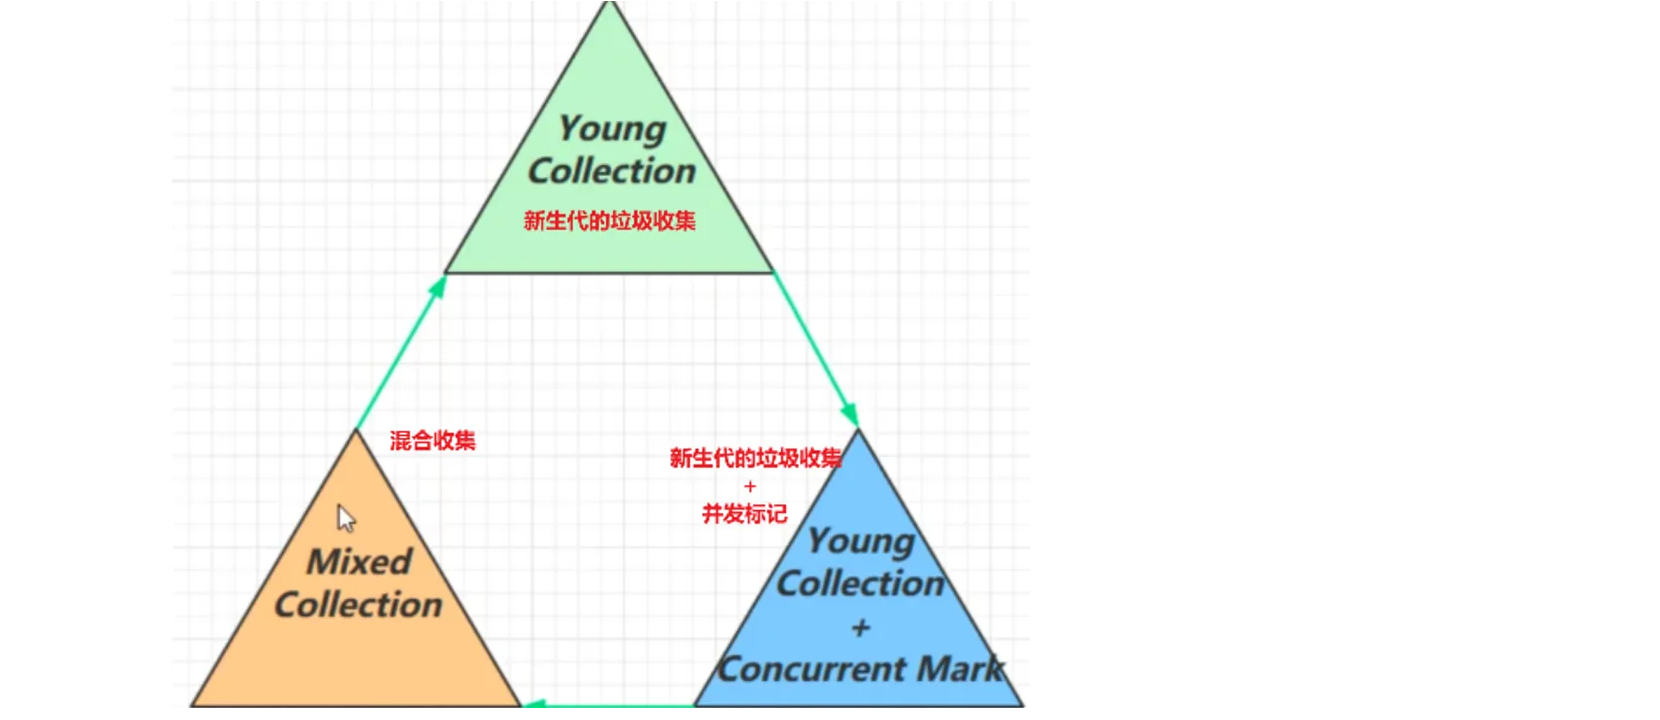 Young
Collection
新生代的垃圾收集
混合收集
新生代的垃圾收集
+
并发标记
Mixed
Collection
Young
Collection
+
Concurrent Mark